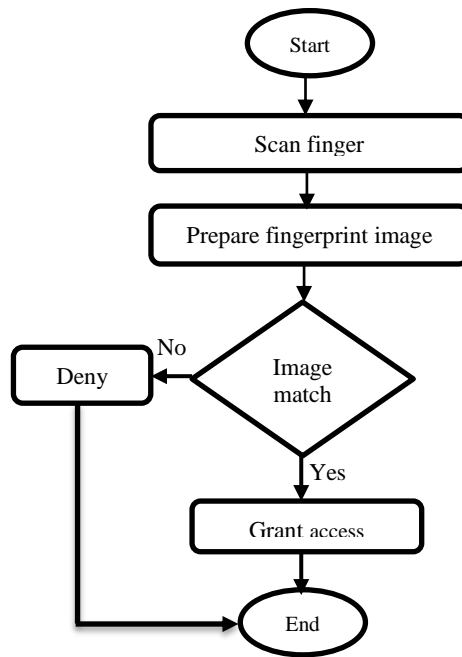 Start
Scan finger
Prepare fingerprint image
No
Deny
Image
match
Yes
Grant access
End